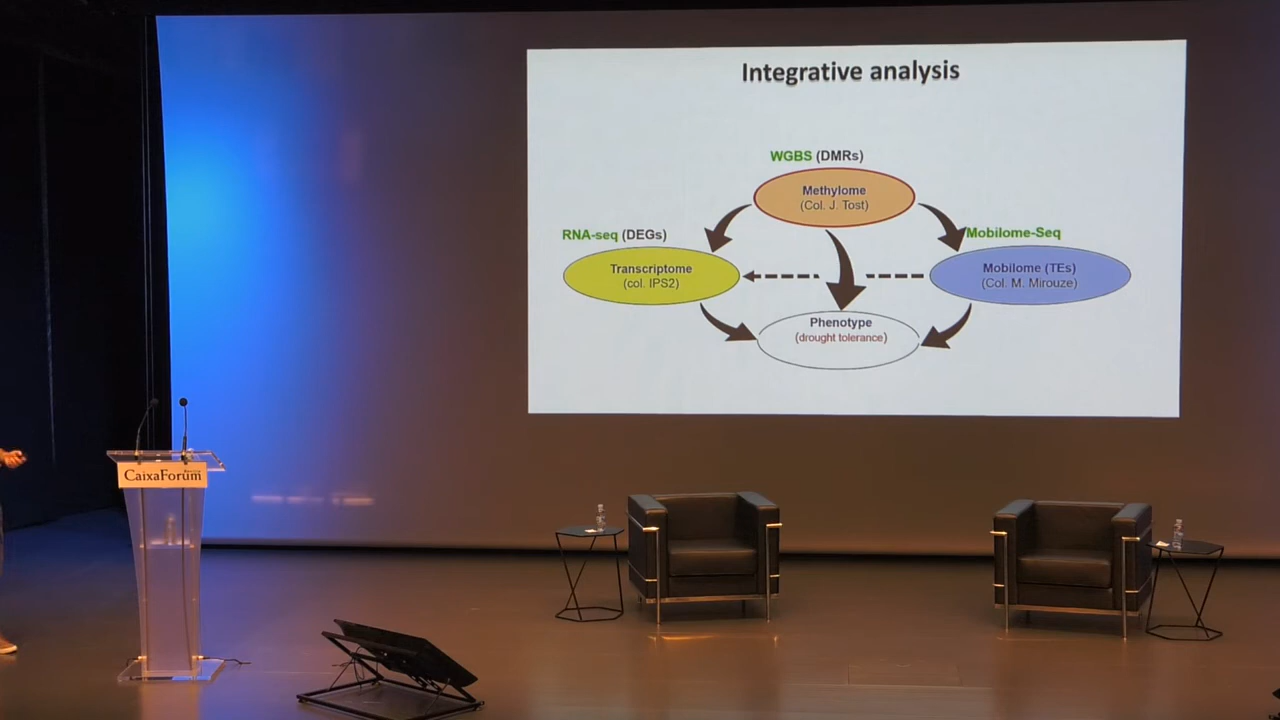 Integrative analysis
WGBS (DMRs)
Methylome
(Col. J. Tost)
RNA-seq (DEGs)
Mobilome-Seq
Transcriptome
(col. IPS2)
Mobilome (TEs)
(Col. M. Mirouze)
Phenotype
(drought tolerance)
CaixaForum